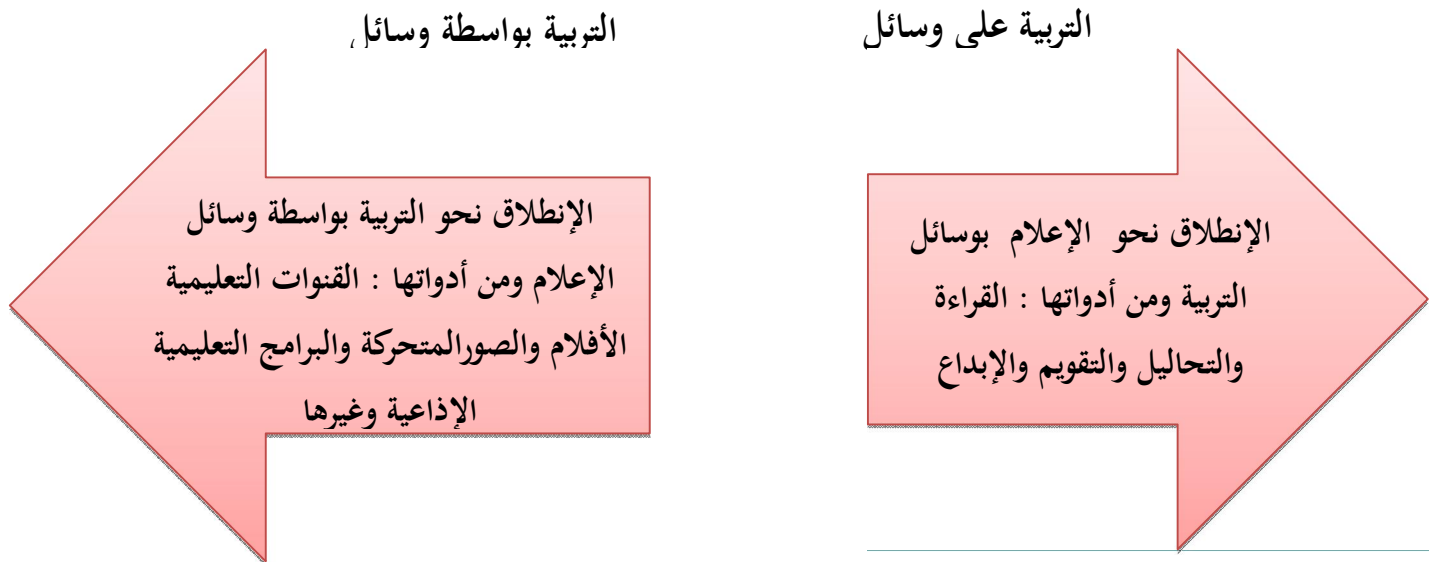 التربية على وسائل
الإنطلاق نحو الإعلام بوسائل
التربية ومن أدواتها : القراءة
والتحاليل والتقويم والإبداع
التربية بواسطة وسائل
الإنطلاق نحو التربية بواسطة وسائل
الإعلام ومن أدواتها : القنوات التعليمية
الأفلام والصورالمتحركة والبرامج التعليمية
الإذاعية وغيرها